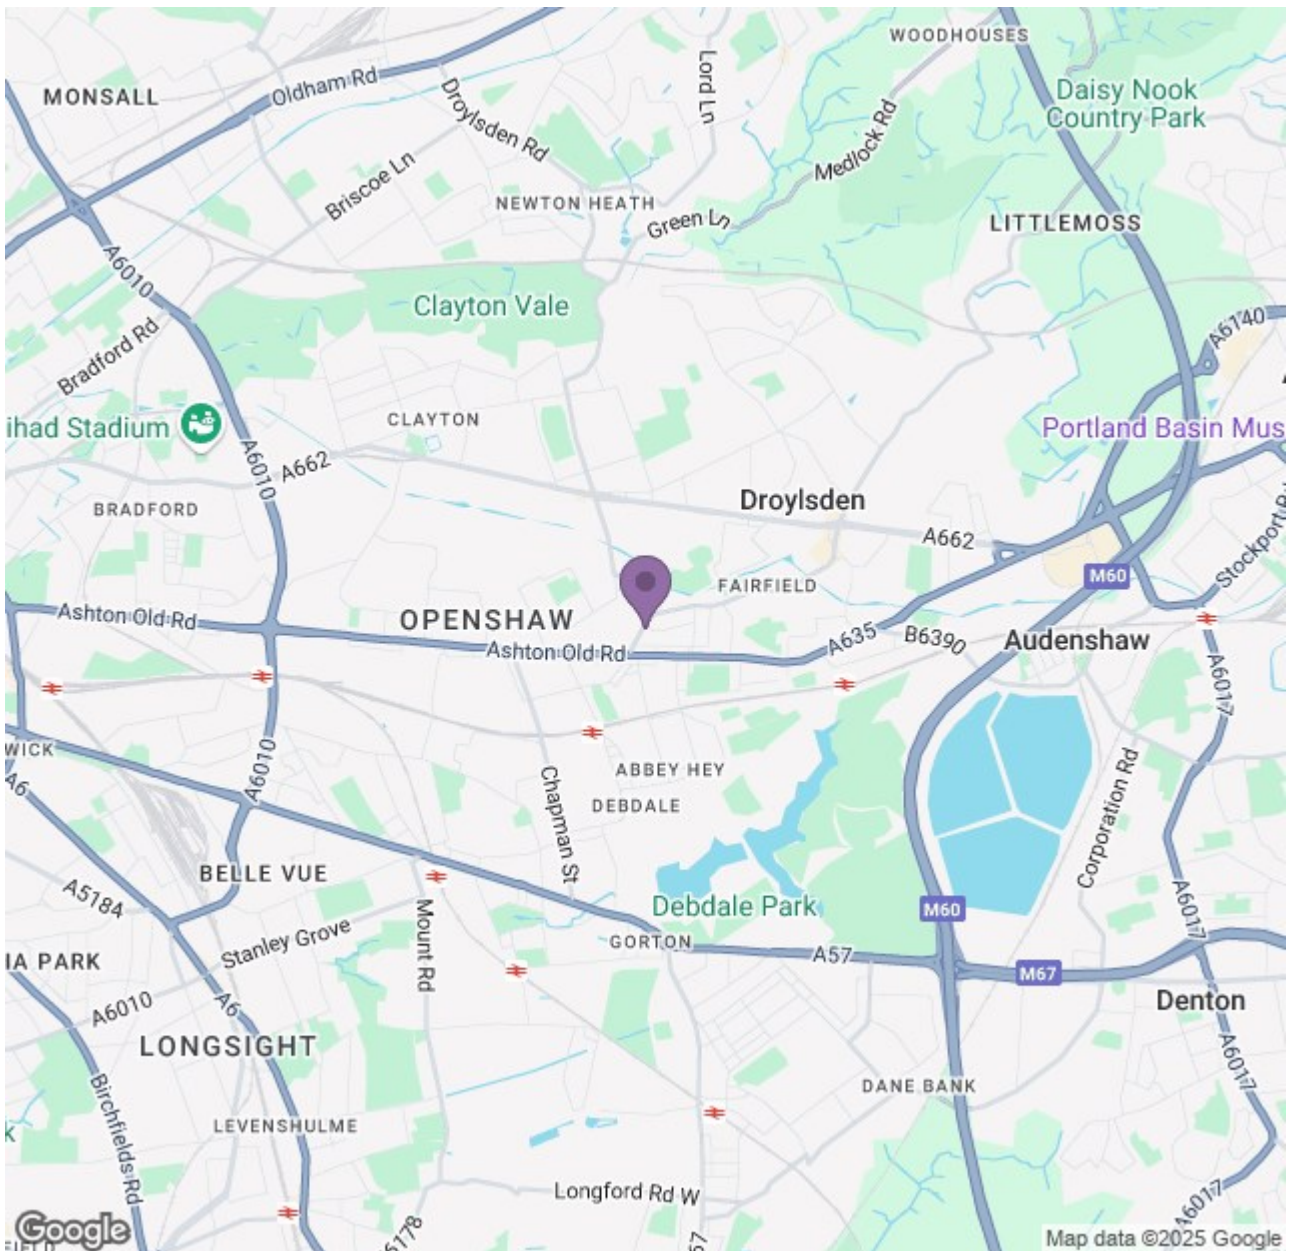 WOODHOUSES
Daisy Nook
Country Park
MONSALL
Oldham Rd
Droylsden Rd
Lord Ln
Medlock Rd
Briscoe Ln
NEWTON HEATH
Green Ln
LITTLEMOSS
A6010
Clayton Vale
A6140
Bradford Rd
CLAYTON
ihad Stadium
Portland Basin Mus
A6010
A662
Droylsden
BRADFORD
A662
Stockport Rd
M60
FAIRFIELD
Ashton Old Rd
OPENSHAW
Ashton Old Rd
A635
B6390
Audenshaw
A6017
WICK
A6
A6010
ABBEY HEY
Chapman St
DEBDALE
Corporation Rd
BELLE VUE
A5184
Debdale Park
M60
A6017
Mount Rd
Stanley Grove
GORTON
A57
IA PARK
M67
A6010
A6
Denton
LONGSIGHT
A6017
Birchfields Rd
DANE BANK
LEVENSHULME
k
Longford Rd W
A6017
5178
57
Google
FIELD
Map data ©2025 Google